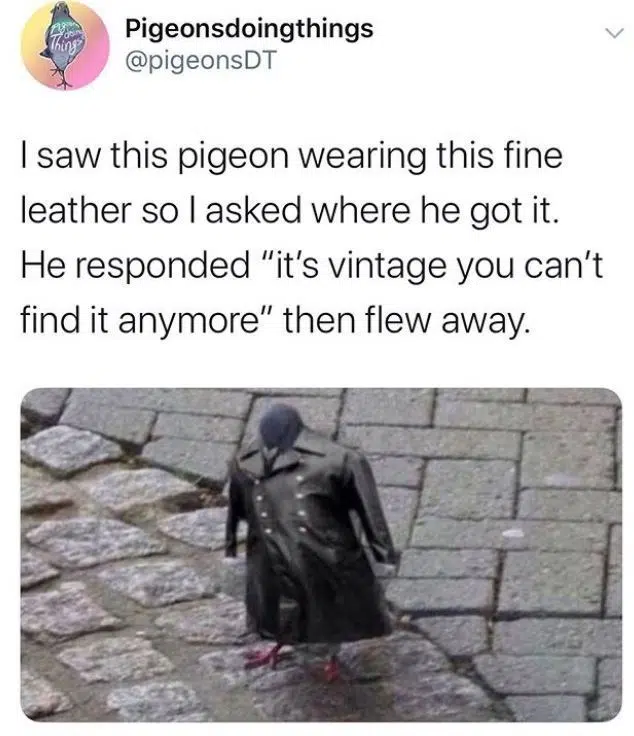 Pigeonsdoingthings
@pigeonsDT
I saw this pigeon wearing this fine
leather so I asked where he got it.
He responded “it’s vintage you can’t
find it anymore” then flew away.